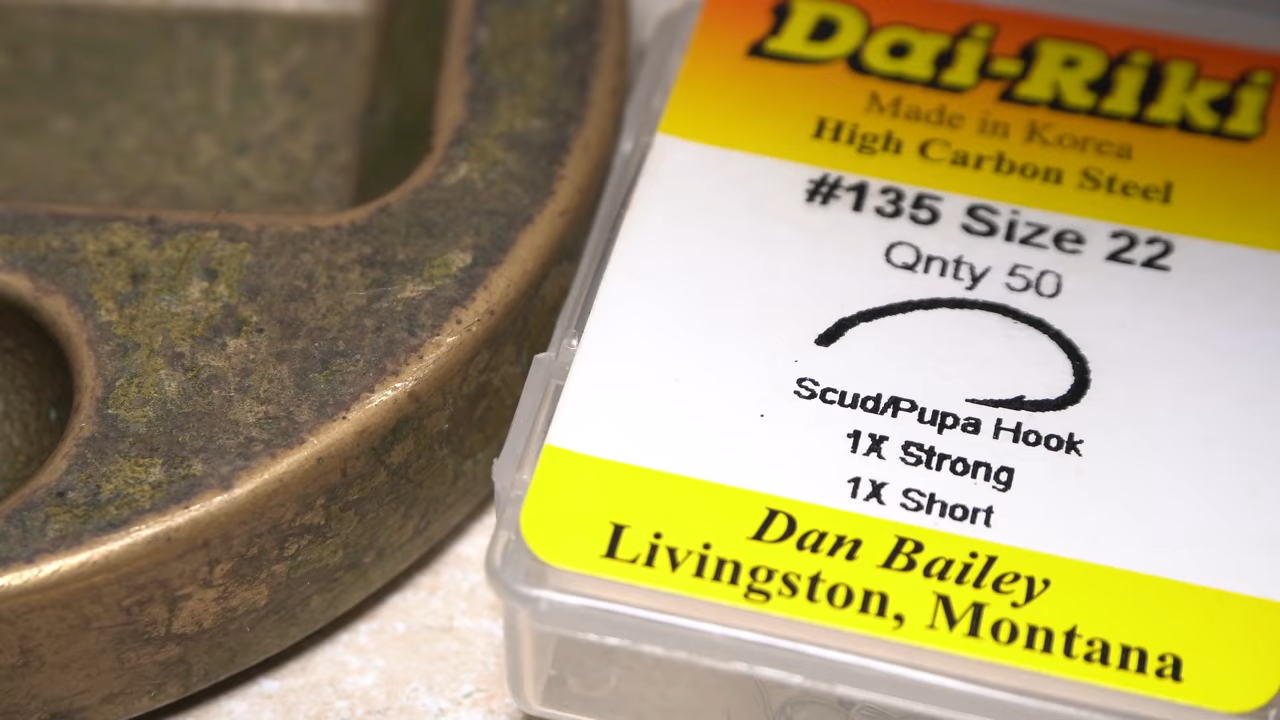 Dai-Riki
Made in Korea
High Carbon Steel
#135 Size 22
Qnty 50
Scud/Pupa Hook
1X Strong
1X Short
Dan Bailey
Livingston, Montana